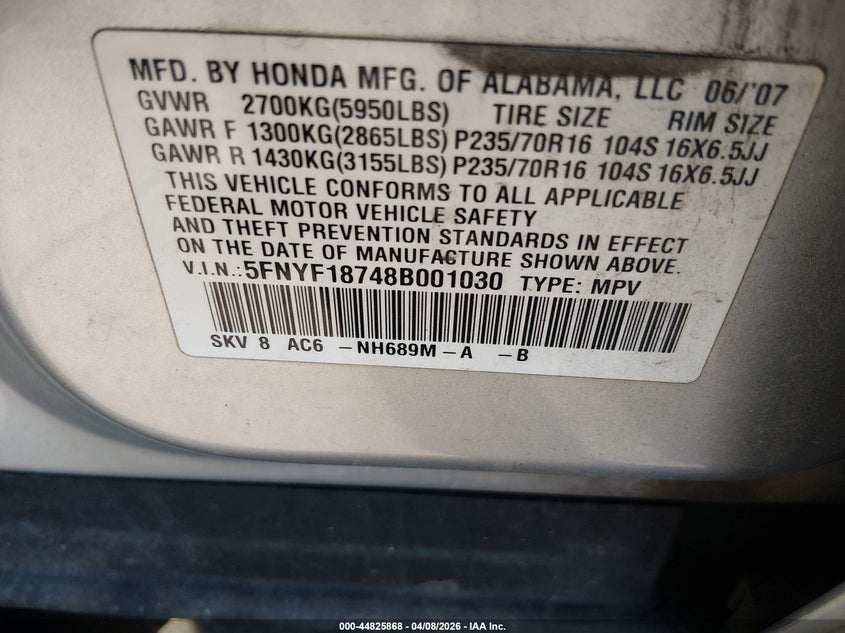 MFD. BY HONDA MFG. OF ALABAMA, LLC 06/'07
GVWR 2700KG(5950LBS) TIRE SIZE RIM SIZE
GAWR F 1300KG(2865LBS) P235/70R16 104S 16X6.5JJ
GAWR R 1430KG(3155LBS) P235/70R16 104S 16X6.5JJ
THIS VEHICLE CONFORMS TO ALL APPLICABLE
FEDERAL MOTOR VEHICLE SAFETY
AND THEFT PREVENTION STANDARDS IN EFFECT
ON THE DATE OF MANUFACTURE SHOWN ABOVE.
V.I.N.:5FNYF18748B001030 TYPE: MPV
SKV 8 AC6 -NH689M-A -B
000-44825868 - 04/08/2026 - IAA Inc.